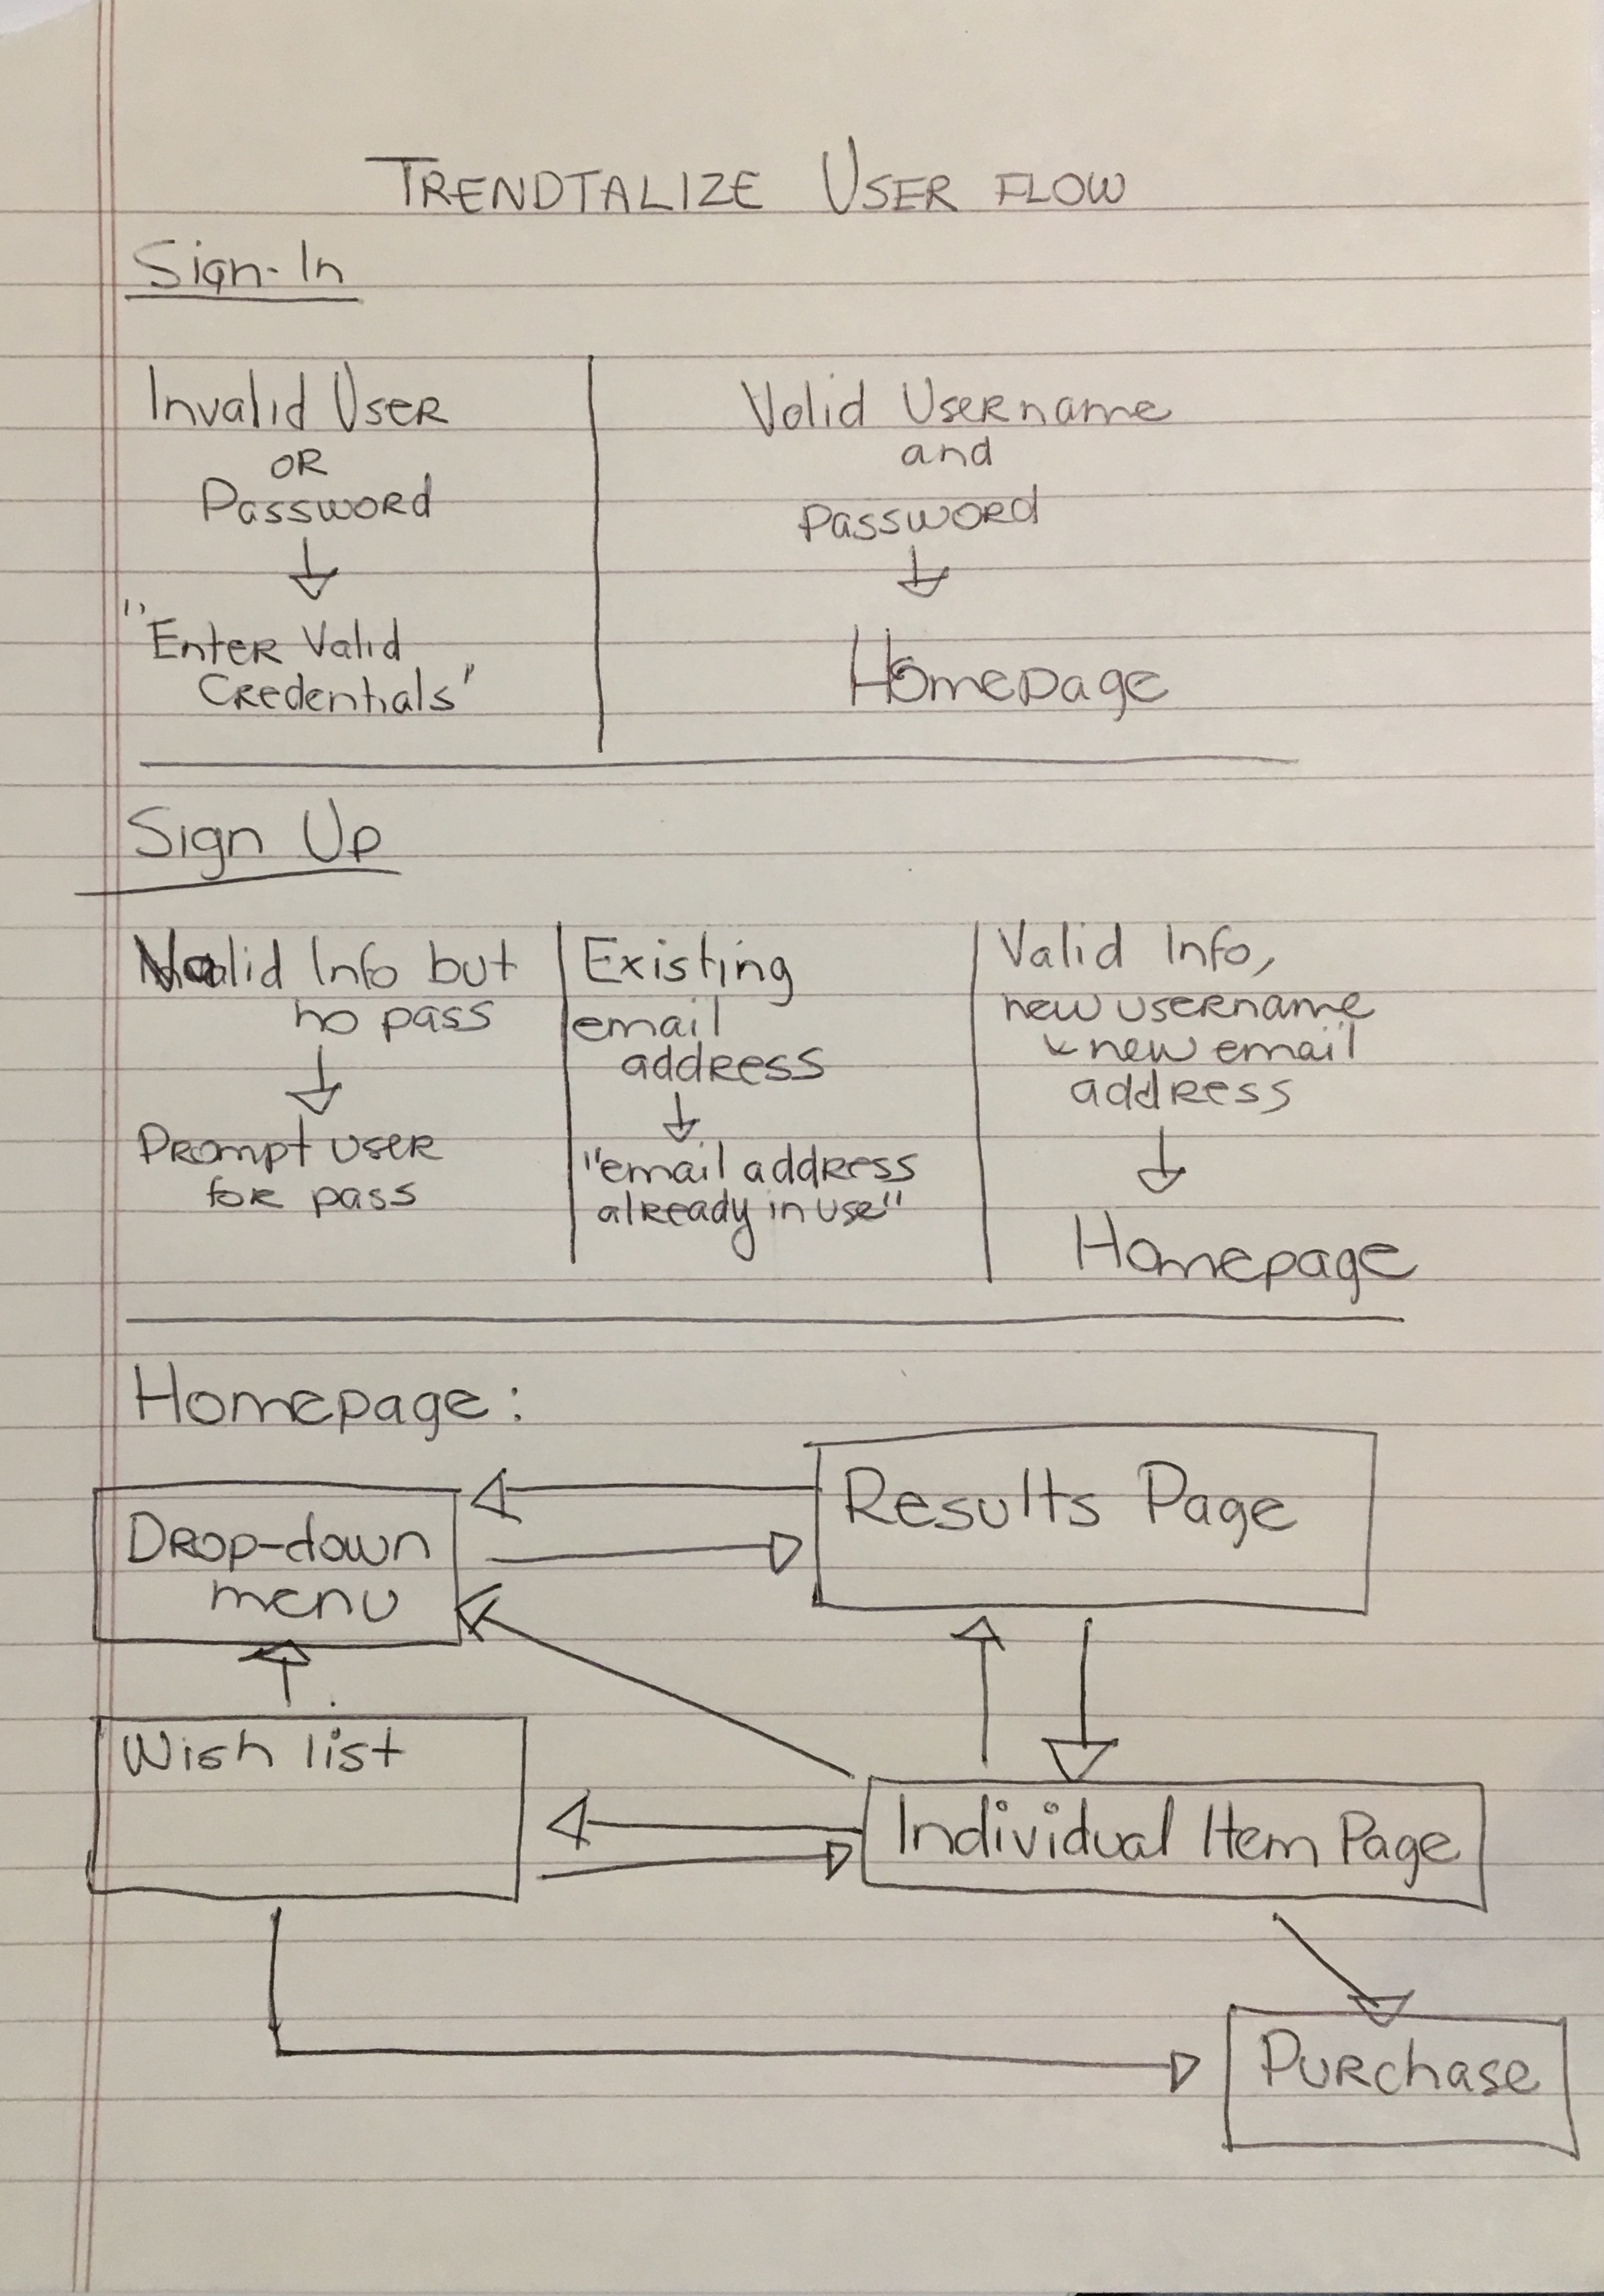 TRENDTALIZE USER FLOW
Sign-In
Invalid User
OR
Password
"Enter Valid
Credentials"
Valid Username
and
Password
Homepage
Sign Up
Valid Info but
no pass
Prompt user
for pass
Existing
email
address
"email address
already in use"
Valid Info,
new username
& new email
address
Homepage
Homepage:
Drop-down
menu
Results Page
Wish list
Individual Item Page
Purchase